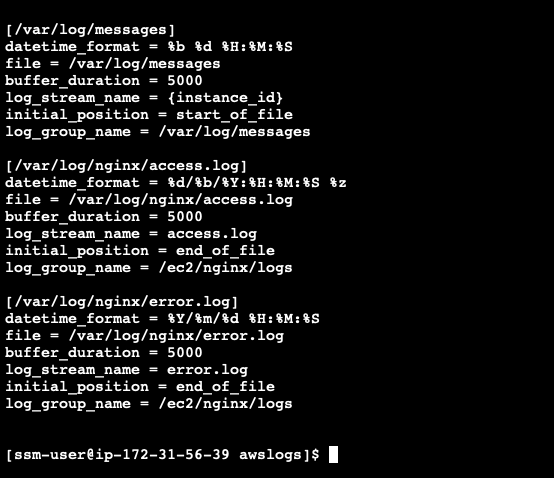 [/var/log/messages]
datetime_format = %b %d %H:%M:%S
file = /var/log/messages
buffer_duration = 5000
log_stream_name = {instance_id}
initial_position = start_of_file
log_group_name = /var/log/messages
[/var/log/nginx/access.log]
datetime_format = %d/%b/%Y:%H:%M:%S %z
file = /var/log/nginx/access.log
buffer_duration = 5000
log_stream_name = access.log
initial_position = end_of_file
log_group_name = /ec2/nginx/logs
[/var/log/nginx/error.log]
datetime_format = %Y/%m/%d %H:%M:%S
file = /var/log/nginx/error.log
buffer_duration = 5000
log_stream_name = error.log
initial_position = end_of_file
log_group_name = /ec2/nginx/logs
[ssm-user@ip-172-31-56-39 awslogs]$